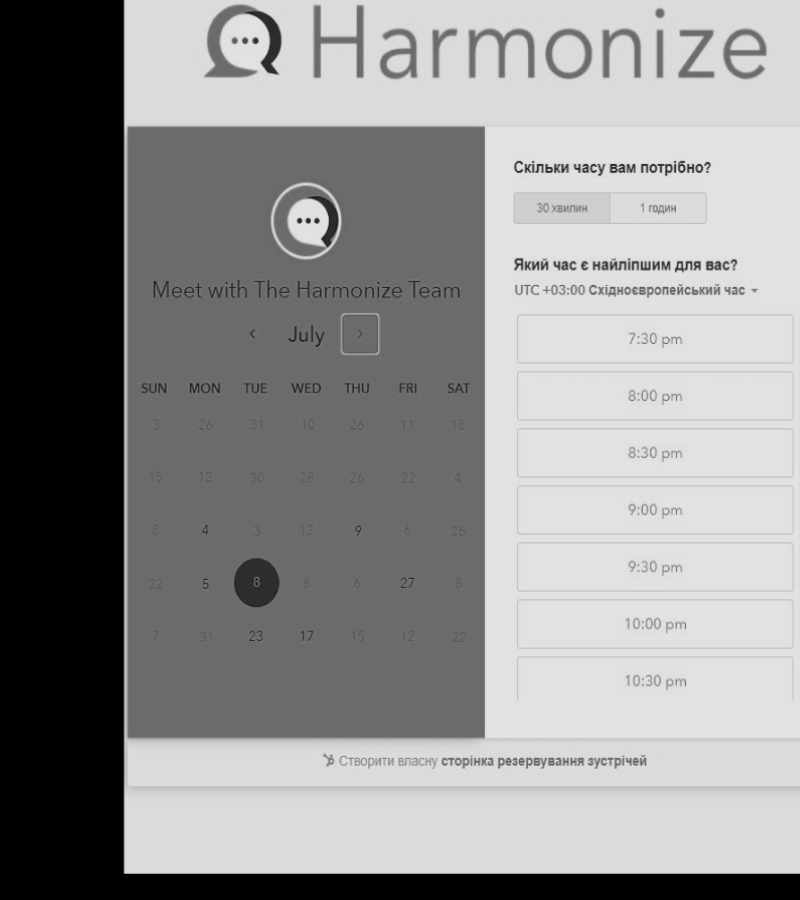 Harmonize
Meet with The Harmonize Team
July
SUN MON TUE WED THU FRI SAT
3 26 31 10 26 11 18
15 12 30 28 26 22 4
8 4 3 12 9 6 26
22 5 8 6 6 27 8
7 31 23 17 15 12 22
Скільки часу вам потрібно?
30 хвилин 1 годин
Який час є найліпшим для вас?
UTC +03:00 Східноєвропейський час
7:30 pm
8:00 pm
8:30 pm
9:00 pm
9:30 pm
10:00 pm
10:30 pm
Створити власну сторінка резервування зустрічей